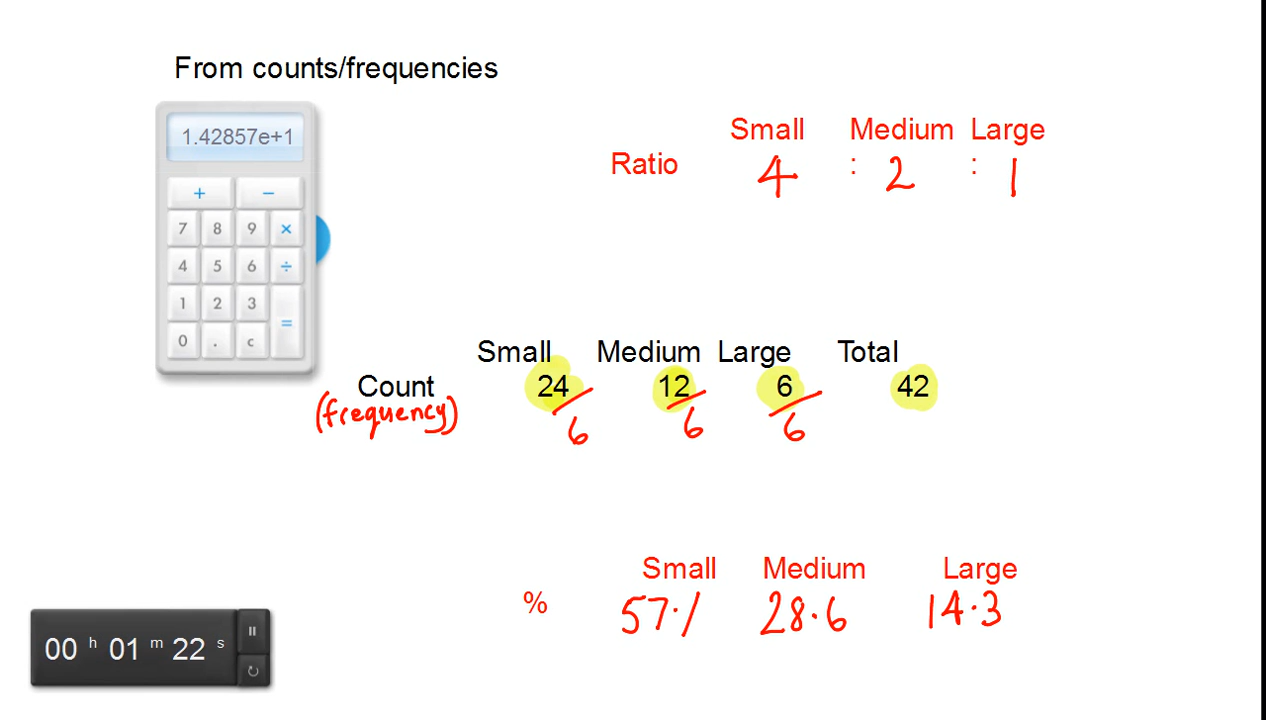 From counts/frequencies
1.42857e+1
+ −
7 8 9 ×
4 5 6 ÷
1 2 3
=
0 . c
Small Medium Large
Ratio 4 : 2 : 1
Small Medium Large Total
Count 24 12 6 42
(frequency) 6 6 6
Small Medium Large
% 57.1 28.6 14.3
00 h 01 m 22 s